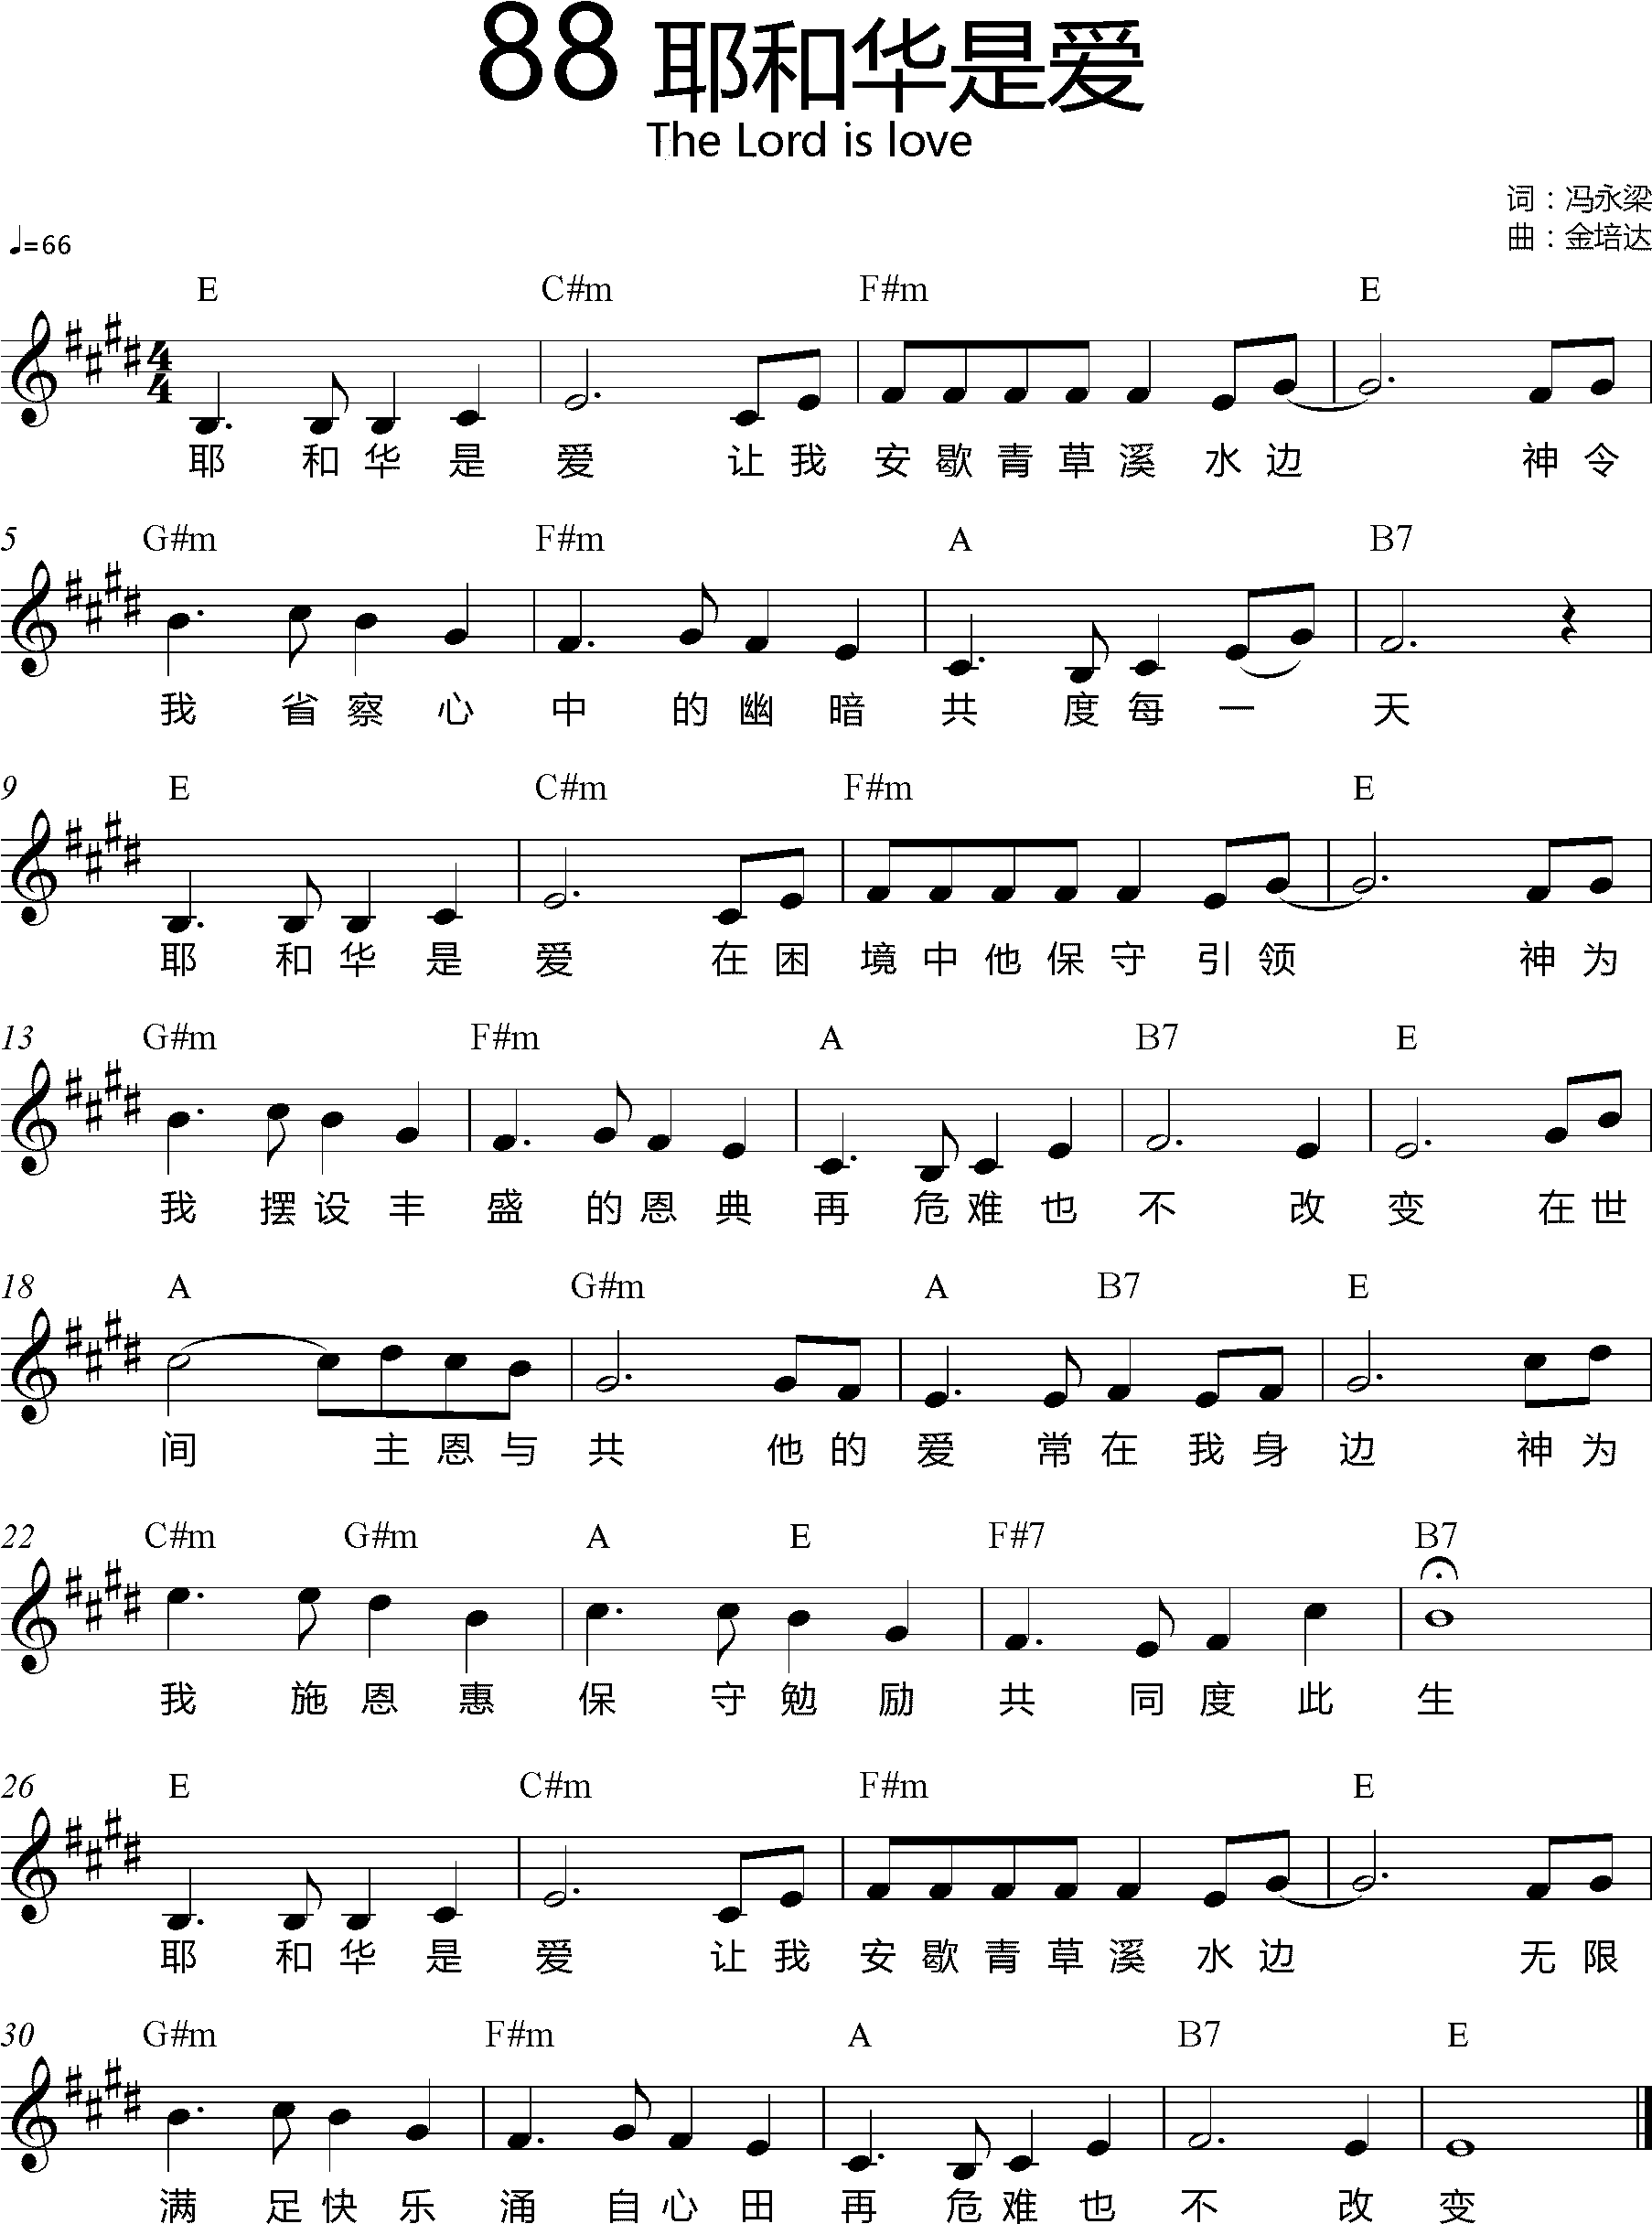 88 耶和华是爱
The Lord is love
词：冯永梁
♩=66
曲：金培达
E C#m F#m E
4
4
耶 和 华 是 爱 让 我 安 歇 青 草 溪 水 边 神 令
5 G#m F#m A B7
我 省 察 心 中 的 幽 暗 共 度 每 一 天
9 E C#m F#m E
耶 和 华 是 爱 在 困 境 中 他 保 守 引 领 神 为
13 G#m F#m A B7 E
我 摆 设 丰 盛 的 恩 典 再 危 难 也 不 改 变 在 世
18 A G#m A B7 E
间 主 恩 与 共 他 的 爱 常 在 我 身 边 神 为
22 C#m G#m A E F#7 B7
我 施 恩 惠 保 守 勉 励 共 同 度 此 生
26 E C#m F#m E
耶 和 华 是 爱 让 我 安 歇 青 草 溪 水 边 无 限
30 G#m F#m A B7 E
满 足 快 乐 涌 自 心 田 再 危 难 也 不 改 变